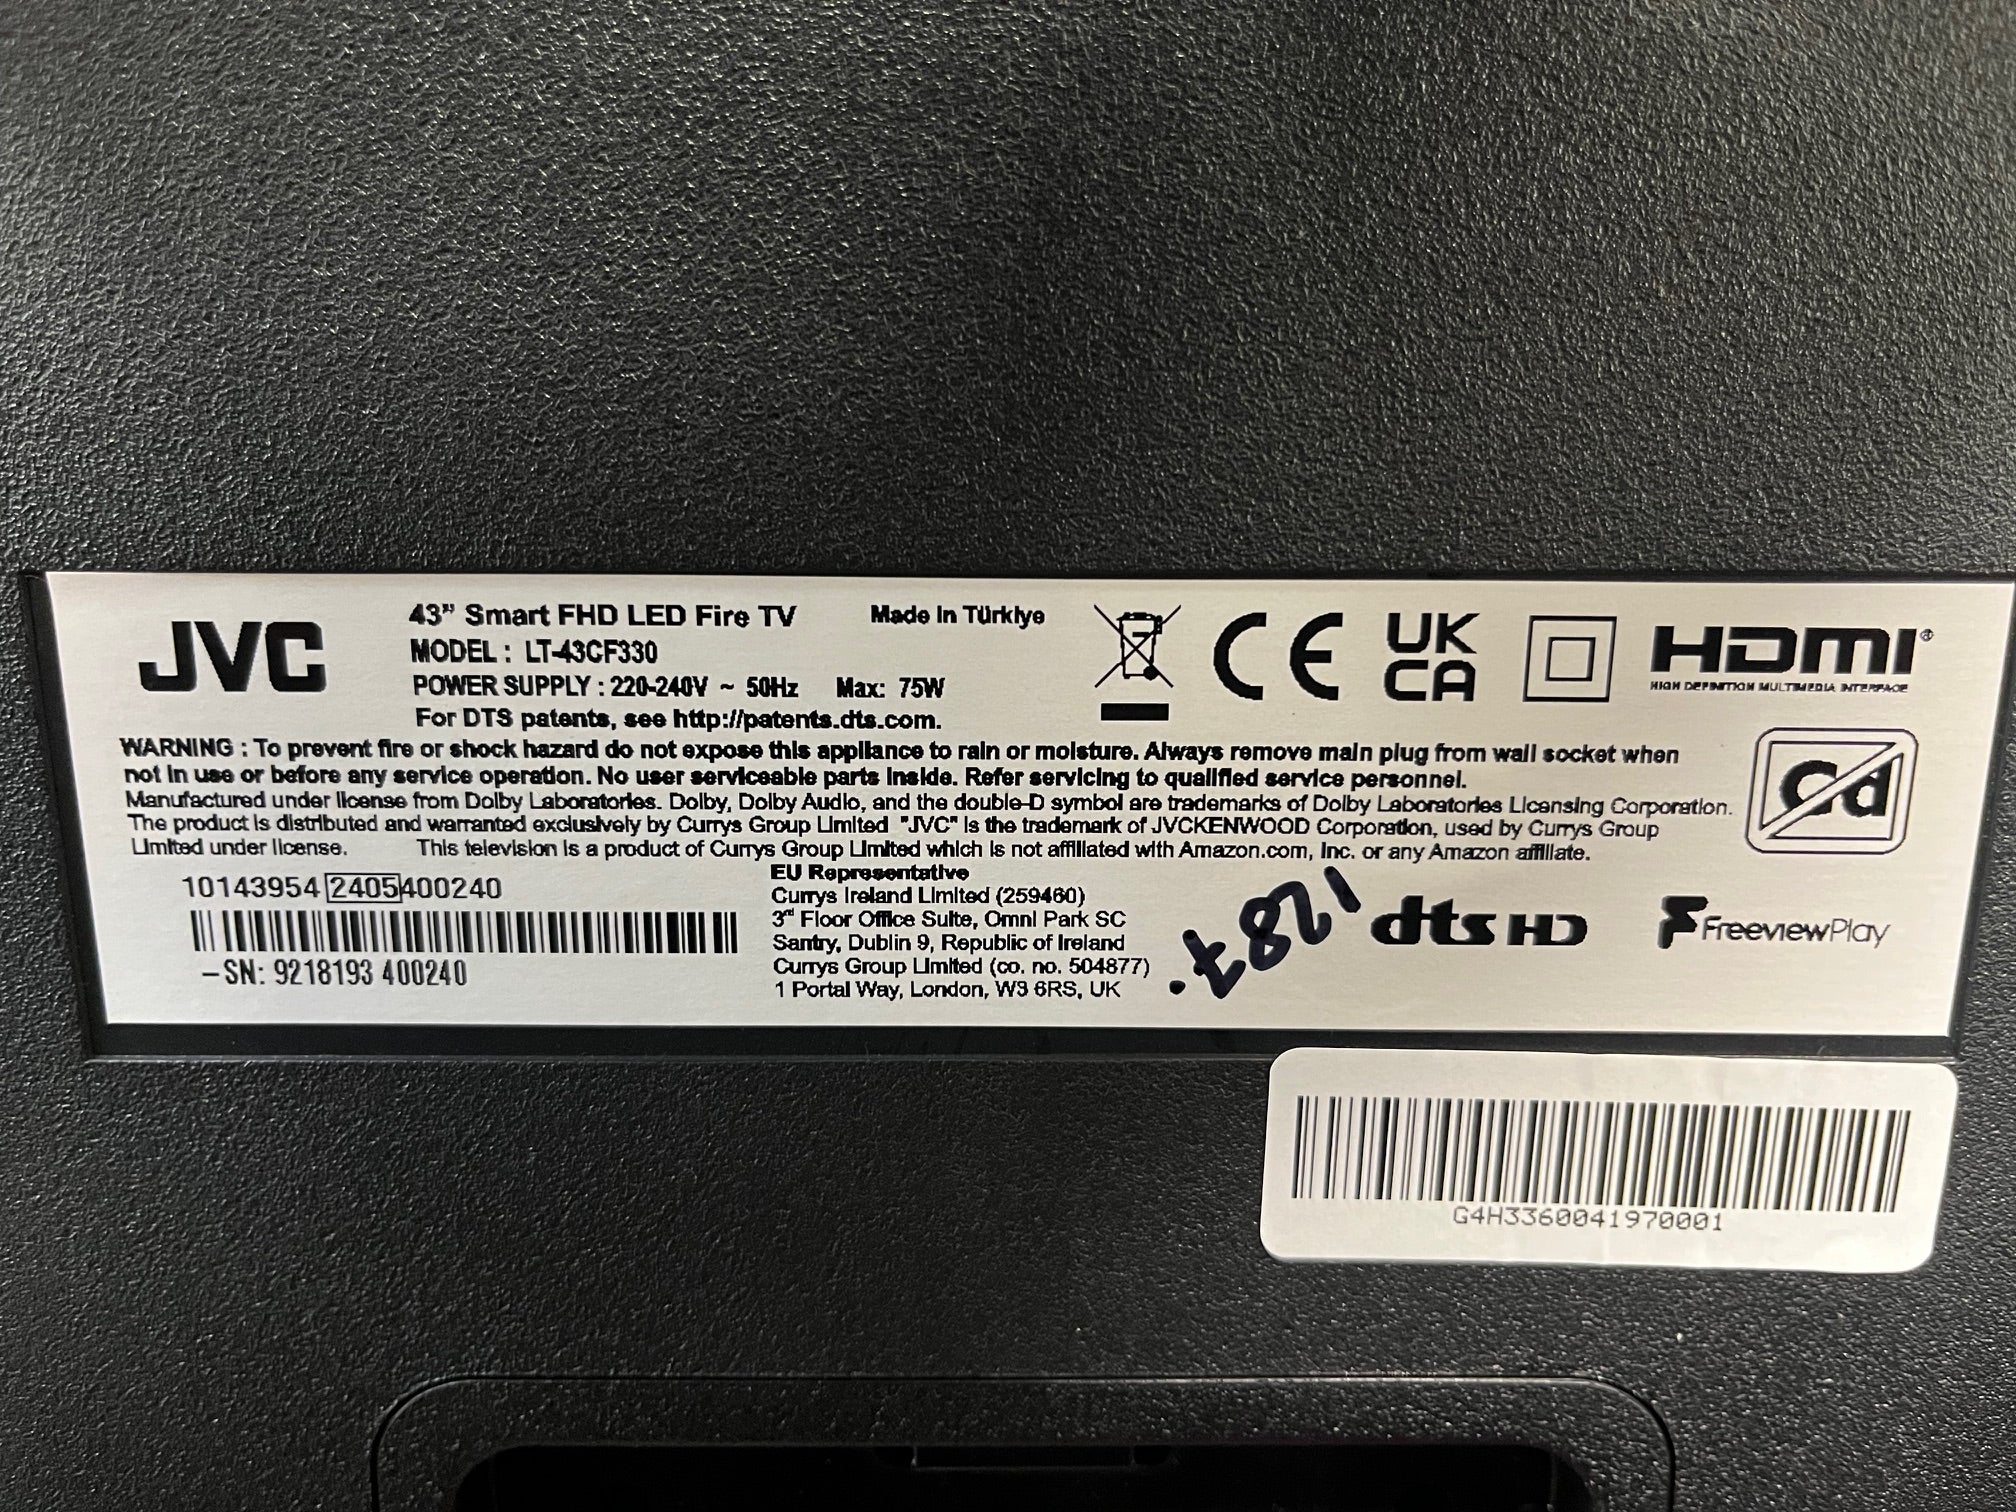 JVC
43” Smart FHD LED Fire TV
Made in Türkiye
MODEL : LT-43CF330
POWER SUPPLY : 220-240V ~ 50Hz Max: 75W
For DTS patents, see http://patents.dts.com.
CE
UK
CA
HDMI®
HIGH DEFINITION MULTIMEDIA INTERFACE
WARNING : To prevent fire or shock hazard do not expose this appliance to rain or moisture. Always remove main plug from wall socket when
not in use or before any service operation. No user serviceable parts inside. Refer servicing to qualified service personnel.
Manufactured under license from Dolby Laboratories. Dolby, Dolby Audio, and the double-D symbol are trademarks of Dolby Laboratories Licensing Corporation.
The product is distributed and warranted exclusively by Currys Group Limited "JVC" is the trademark of JVCKENWOOD Corporation, used by Currys Group
Limited under license. This television is a product of Currys Group Limited which is not affiliated with Amazon.com, Inc. or any Amazon affiliate.
10143954 2405 400240
–SN: 9218193 400240
EU Representative
Currys Ireland Limited (259460)
3rd Floor Office Suite, Omni Park SC
Santry, Dublin 9, Republic of Ireland
Currys Group Limited (co. no. 504877)
1 Portal Way, London, W3 6RS, UK
dts HD
FreeviewPlay
G4H3360041970001